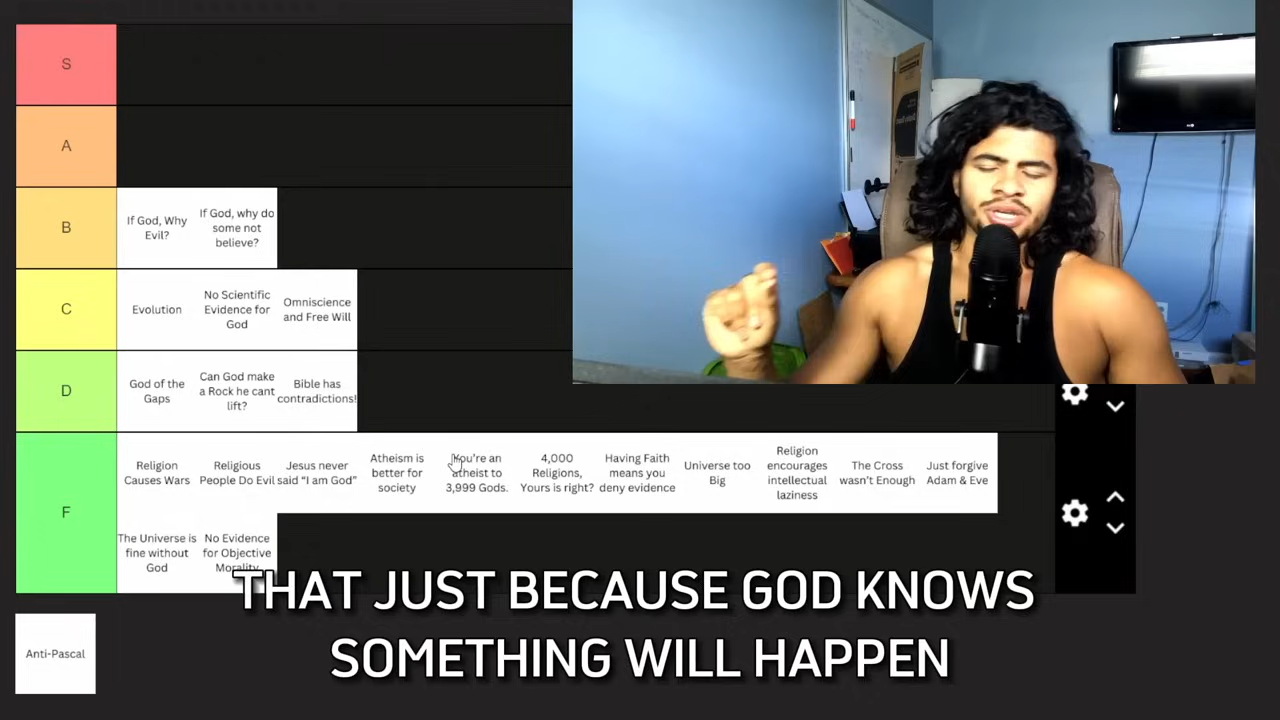 S
A
B
If God, Why
Evil?
If God, why do
some not
believe?
C
Evolution
No Scientific
Evidence for
God
Omniscience
and Free Will
D
God of the
Gaps
Can God make
a Rock he cant
lift?
Bible has
contradictions!
F
Religion
Causes Wars
Religious
People Do Evil
Jesus never
said “I am God”
Atheism is
better for
society
You’re an
atheist to
3,999 Gods.
4,000
Religions,
Yours is right?
Having Faith
means you
deny evidence
Universe too
Big
Religion
encourages
intellectual
laziness
The Cross
wasn’t Enough
Just forgive
Adam & Eve
The Universe is
fine without
God
No Evidence
for Objective
Morality
THAT JUST BECAUSE GOD KNOWS
SOMETHING WILL HAPPEN
Anti-Pascal